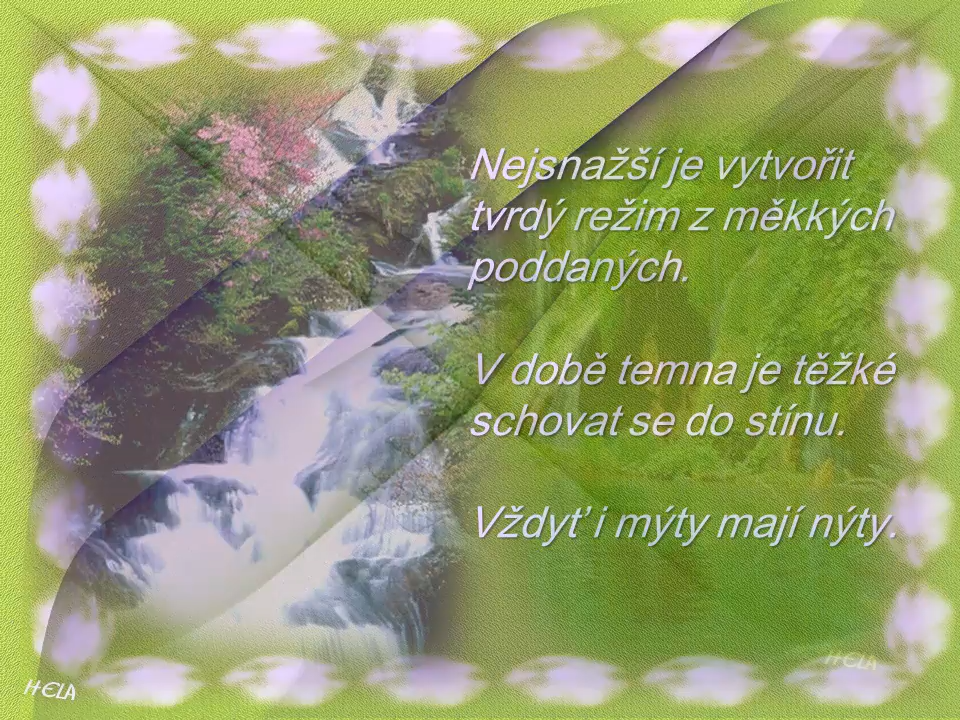 Nejsnažší je vytvořit
tvrdý režim z měkkých
poddaných.
V době temna je těžké
schovat se do stínu.
Vždyť i mýty mají nýty.
HELA
HELA